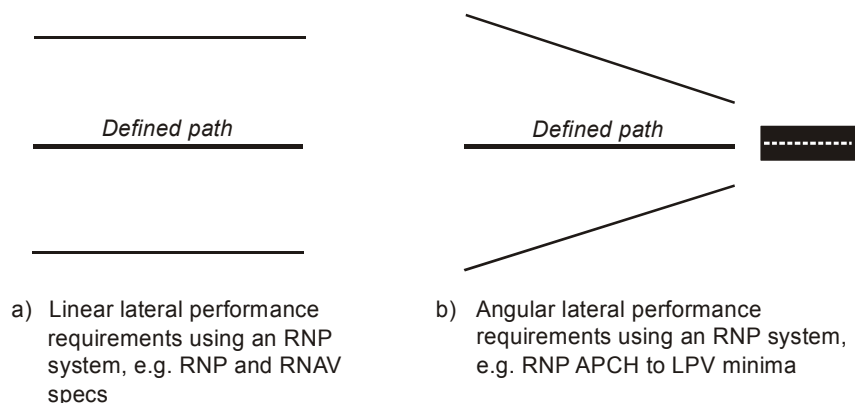 Defined path
Defined path
a) Linear lateral performance
requirements using an RNP
system, e.g. RNP and RNAV
specs
b) Angular lateral performance
requirements using an RNP system,
e.g. RNP APCH to LPV minima